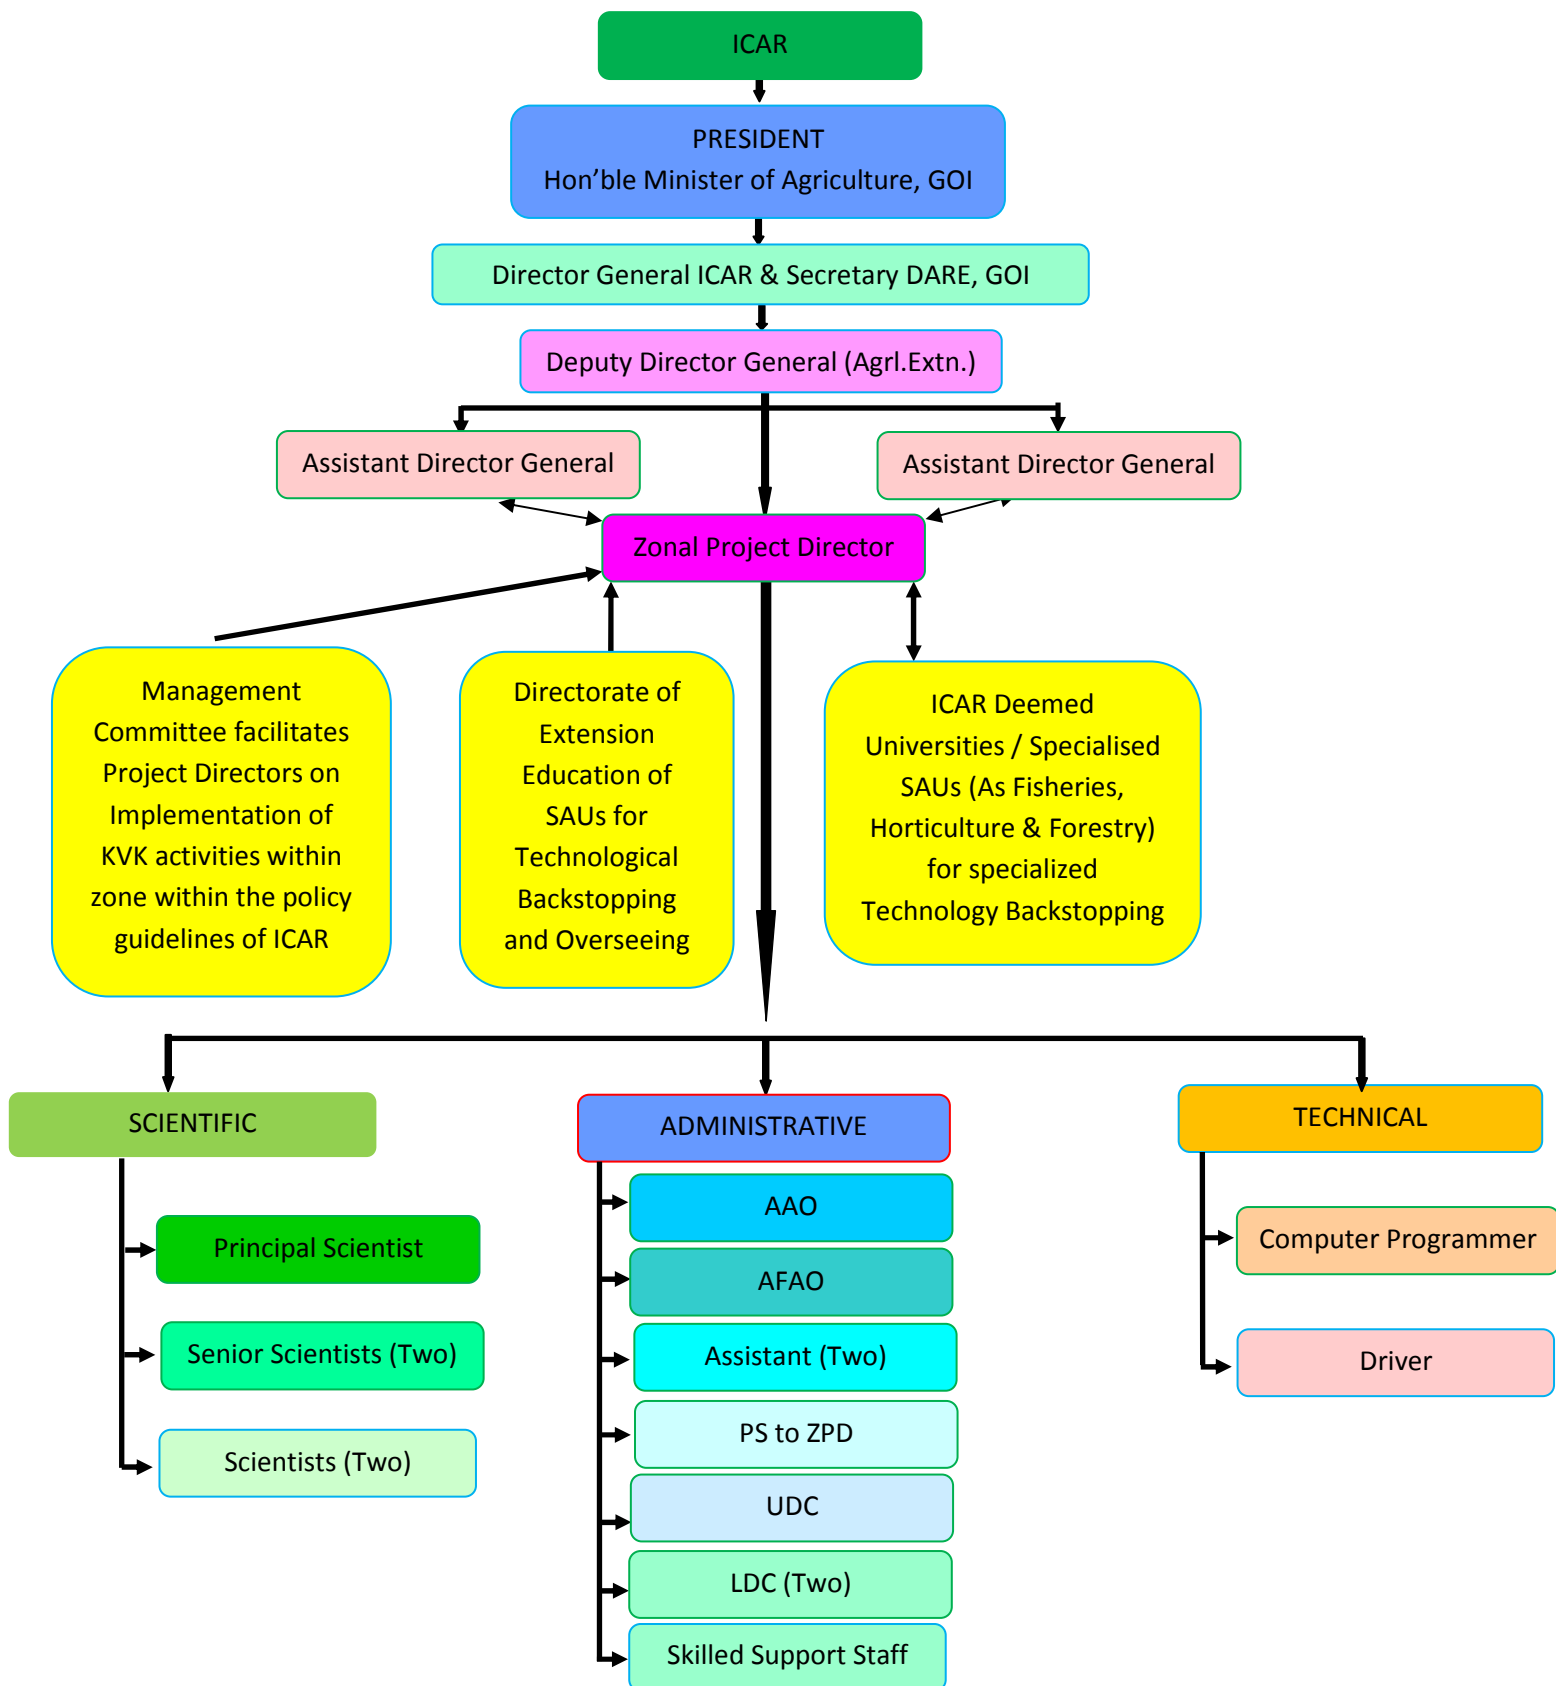 ICAR
PRESIDENT
Hon’ble Minister of Agriculture, GOI
Director General ICAR & Secretary DARE, GOI
Deputy Director General (Agrl.Extn.)
Assistant Director General
Assistant Director General
Zonal Project Director
Management
Committee facilitates
Project Directors on
Implementation of
KVK activities within
zone within the policy
guidelines of ICAR
Directorate of
Extension
Education of
SAUs for
Technological
Backstopping
and Overseeing
ICAR Deemed
Universities / Specialised
SAUs (As Fisheries,
Horticulture & Forestry)
for specialized
Technology Backstopping
SCIENTIFIC
Principal Scientist
Senior Scientists (Two)
Scientists (Two)
ADMINISTRATIVE
AAO
AFAO
Assistant (Two)
PS to ZPD
UDC
LDC (Two)
Skilled Support Staff
TECHNICAL
Computer Programmer
Driver